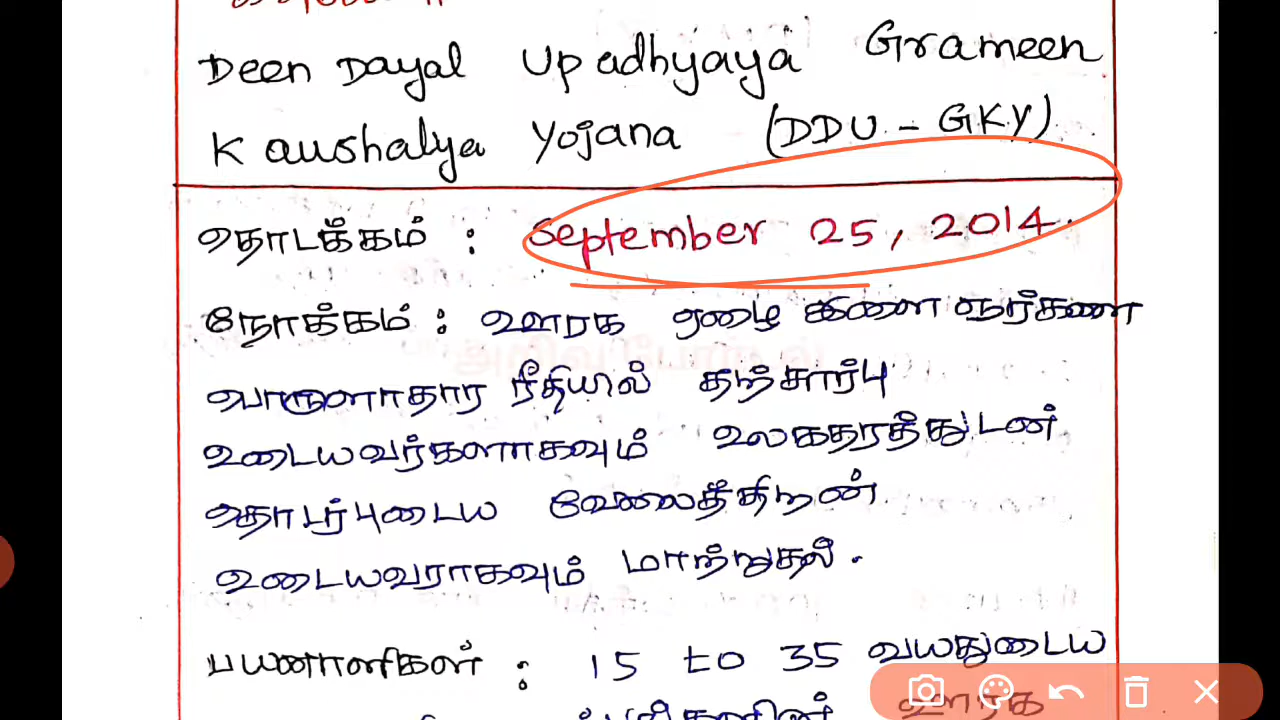 Deen Dayal Upadhyaya Grameen
Kaushalya Yojana (DDU - GKY)
தொடக்கம் : September 25, 2014.
நோக்கம் : ஊரக ஏழை இளைஞர்களை
பொருளாதார ரீதியில் தற்சார்பு
உடையவர்களாகவும் உலகதரத்துடன்
தொடர்புடைய வேலைத்திறன்
உடையவராகவும் மாற்றுதல்.
பயனாளிகள் : 15 to 35 வயதுடைய
ஊரக